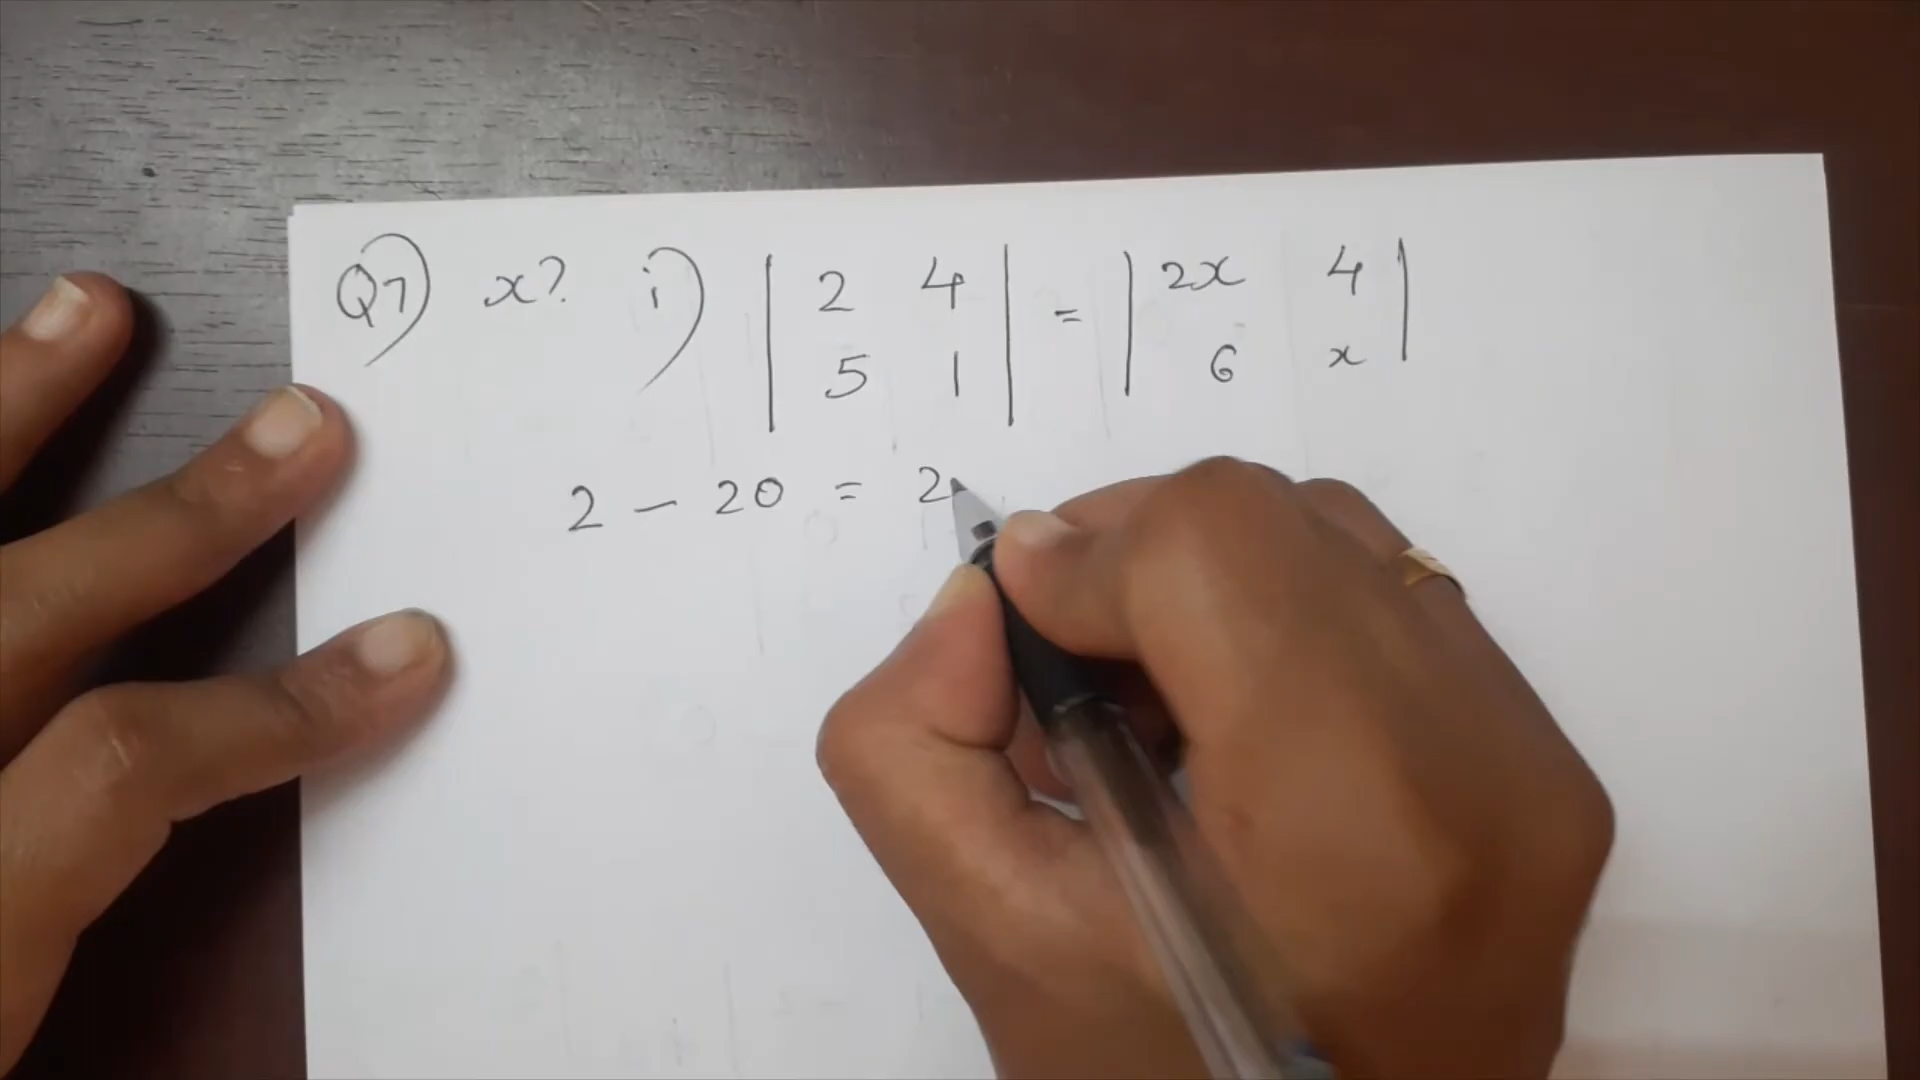 Q7) x? i) | 2 4 | = | 2x 4 |
| 5 1 | | 6 x |
2 - 20 = 2